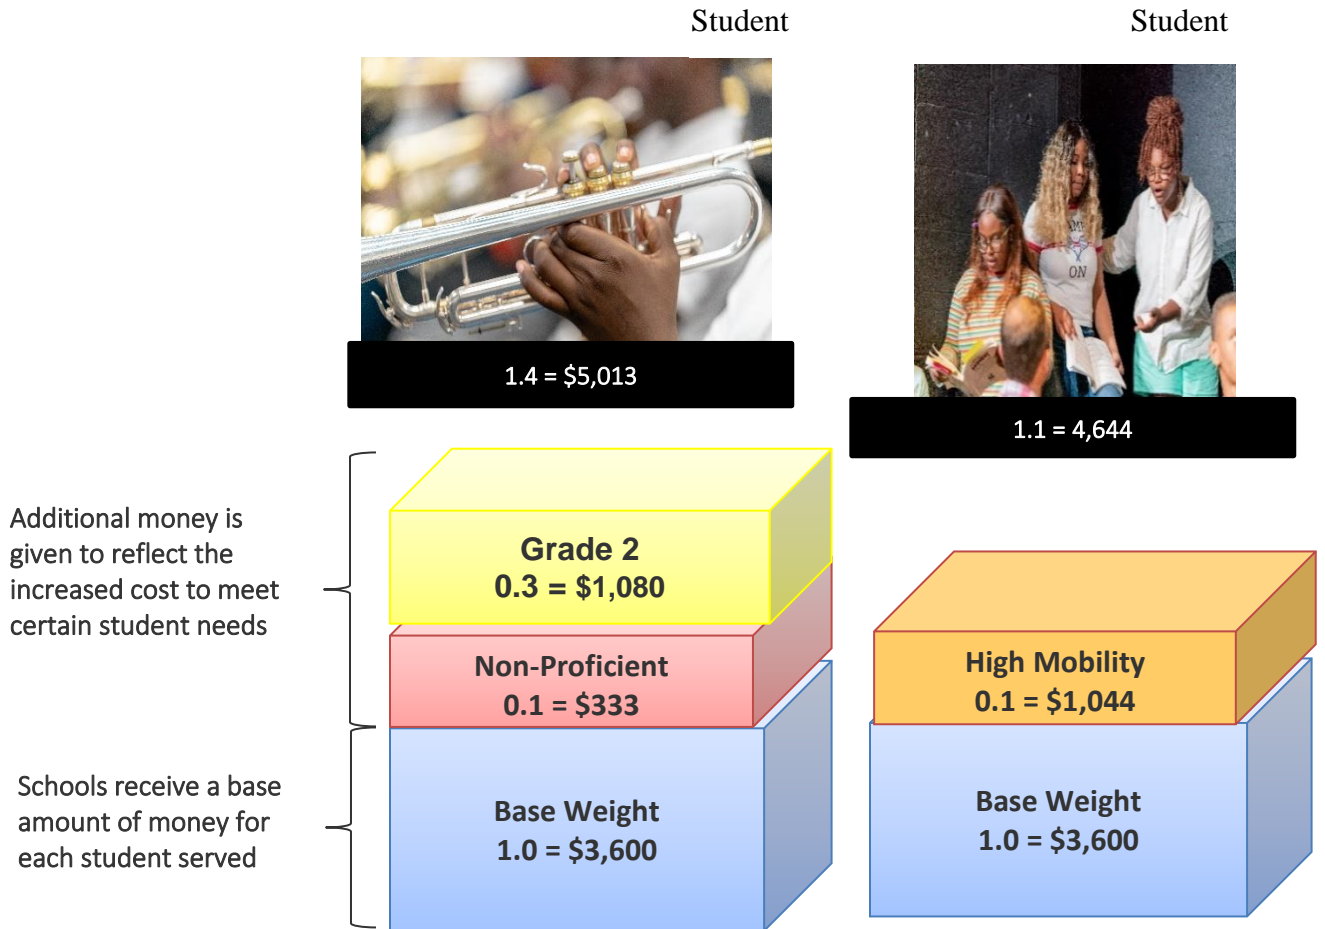 Student
Student
ON
1.4 = $5,013
1.1 = 4,644
Additional money is
given to reflect the
increased cost to meet
certain student needs
Grade 2
0.3 = $1,080
Non-Proficient
0.1 = $333
High Mobility
0.1 = $1,044
Schools receive a base
amount of money for
each student served
Base Weight
1.0 = $3,600
Base Weight
1.0 = $3,600